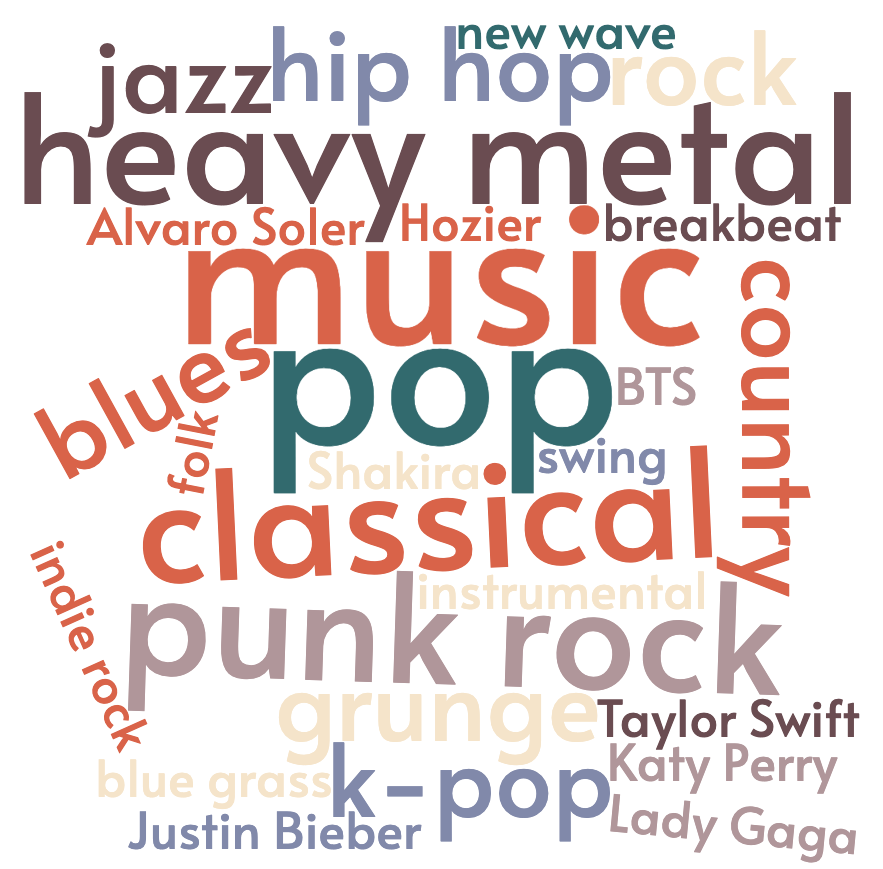 new wave
jazz
hip hop
rock
heavy metal
Alvaro Soler
Hozier
breakbeat
music
country
blues
pop
BTS
folk
Shakira
swing
classical
indie rock
instrumental
punk rock
grunge
Taylor Swift
Katy Perry
blue grass
k-pop
Lady Gaga
Justin Bieber